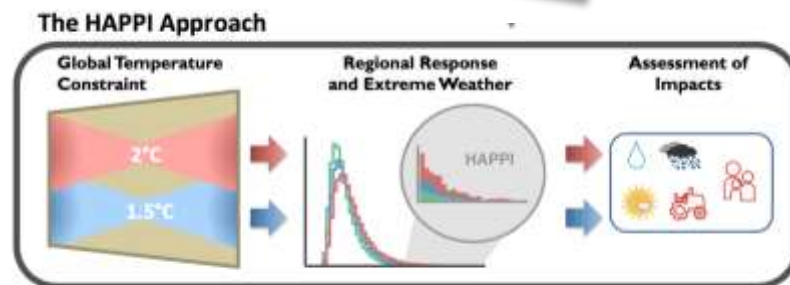 The HAPPI Approach
Global Temperature
Constraint
Regional Response
and Extreme Weather
Assessment of
Impacts
2°C
HAPPI
1.5°C